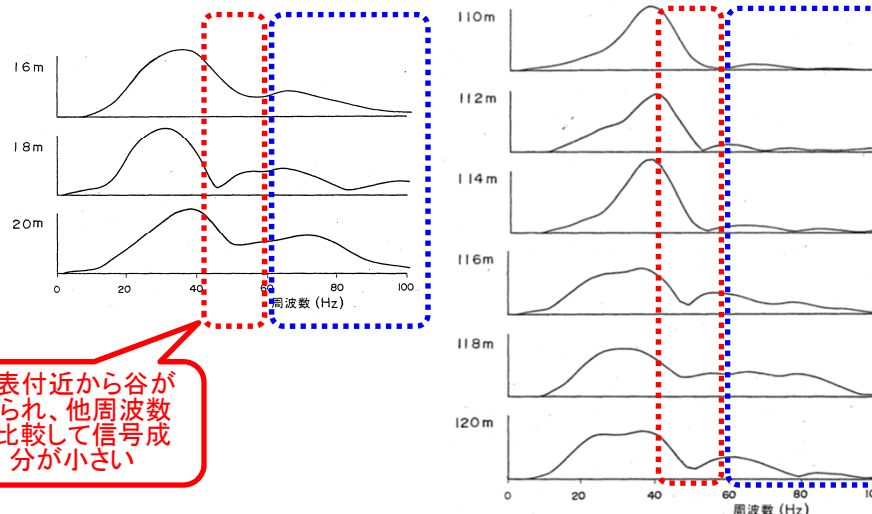 16m
18m
20m
0
20
40
60
80
100
周波数 (Hz)
表付近から谷が
られ、他周波数
比較して信号成
分が小さい
110m
112m
114m
116m
118m
120m
0
20
40
60
80
10
周波数 (Hz)